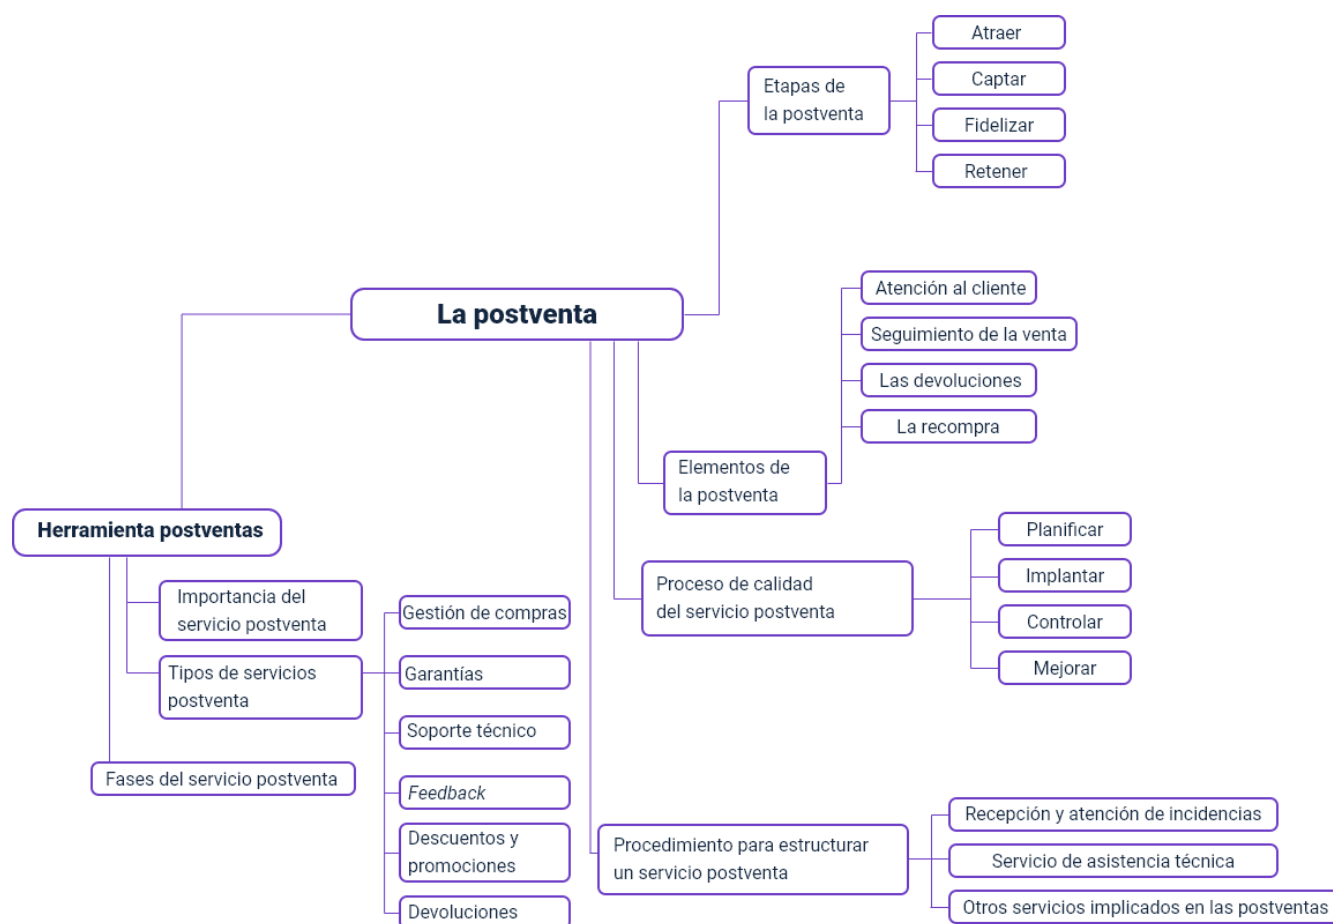 La postventa
Etapas de
la postventa
Atraer
Captar
Fidelizar
Retener
Elementos de
la postventa
Atención al cliente
Seguimiento de la venta
Las devoluciones
La recompra
Proceso de calidad
del servicio postventa
Planificar
Implantar
Controlar
Mejorar
Procedimiento para estructurar
un servicio postventa
Recepción y atención de incidencias
Servicio de asistencia técnica
Otros servicios implicados en las postventas
Herramienta postventas
Importancia del
servicio postventa
Tipos de servicios
postventa
Gestión de compras
Garantías
Soporte técnico
Feedback
Descuentos y
promociones
Devoluciones
Fases del servicio postventa